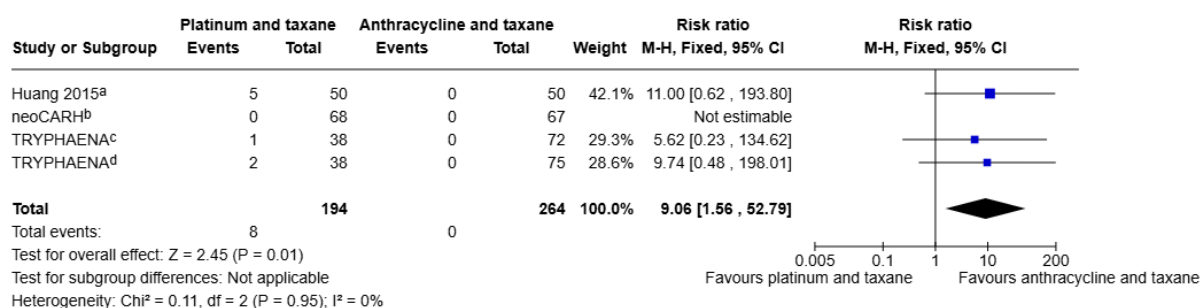 Platinum and taxane Anthracycline and taxane Risk ratio Risk ratio
Study or Subgroup Events Total Events Total Weight M-H, Fixed, 95% CI M-H, Fixed, 95% CI
Huang 2015ᵃ 5 50 0 50 42.1% 11.00 [0.62 , 193.80]
neoCARHᵇ 0 68 0 67 Not estimable
TRYPHAENAᶜ 1 38 0 72 29.3% 5.62 [0.23 , 134.62]
TRYPHAENAᵈ 2 38 0 75 28.6% 9.74 [0.48 , 198.01]
Total 194 264 100.0% 9.06 [1.56 , 52.79]
Total events: 8 0
Test for overall effect: Z = 2.45 (P = 0.01)
0.005 0.1 1 10 200
Test for subgroup differences: Not applicable
Favours platinum and taxane Favours anthracycline and taxane
Heterogeneity: Chi² = 0.11, df = 2 (P = 0.95); I² = 0%